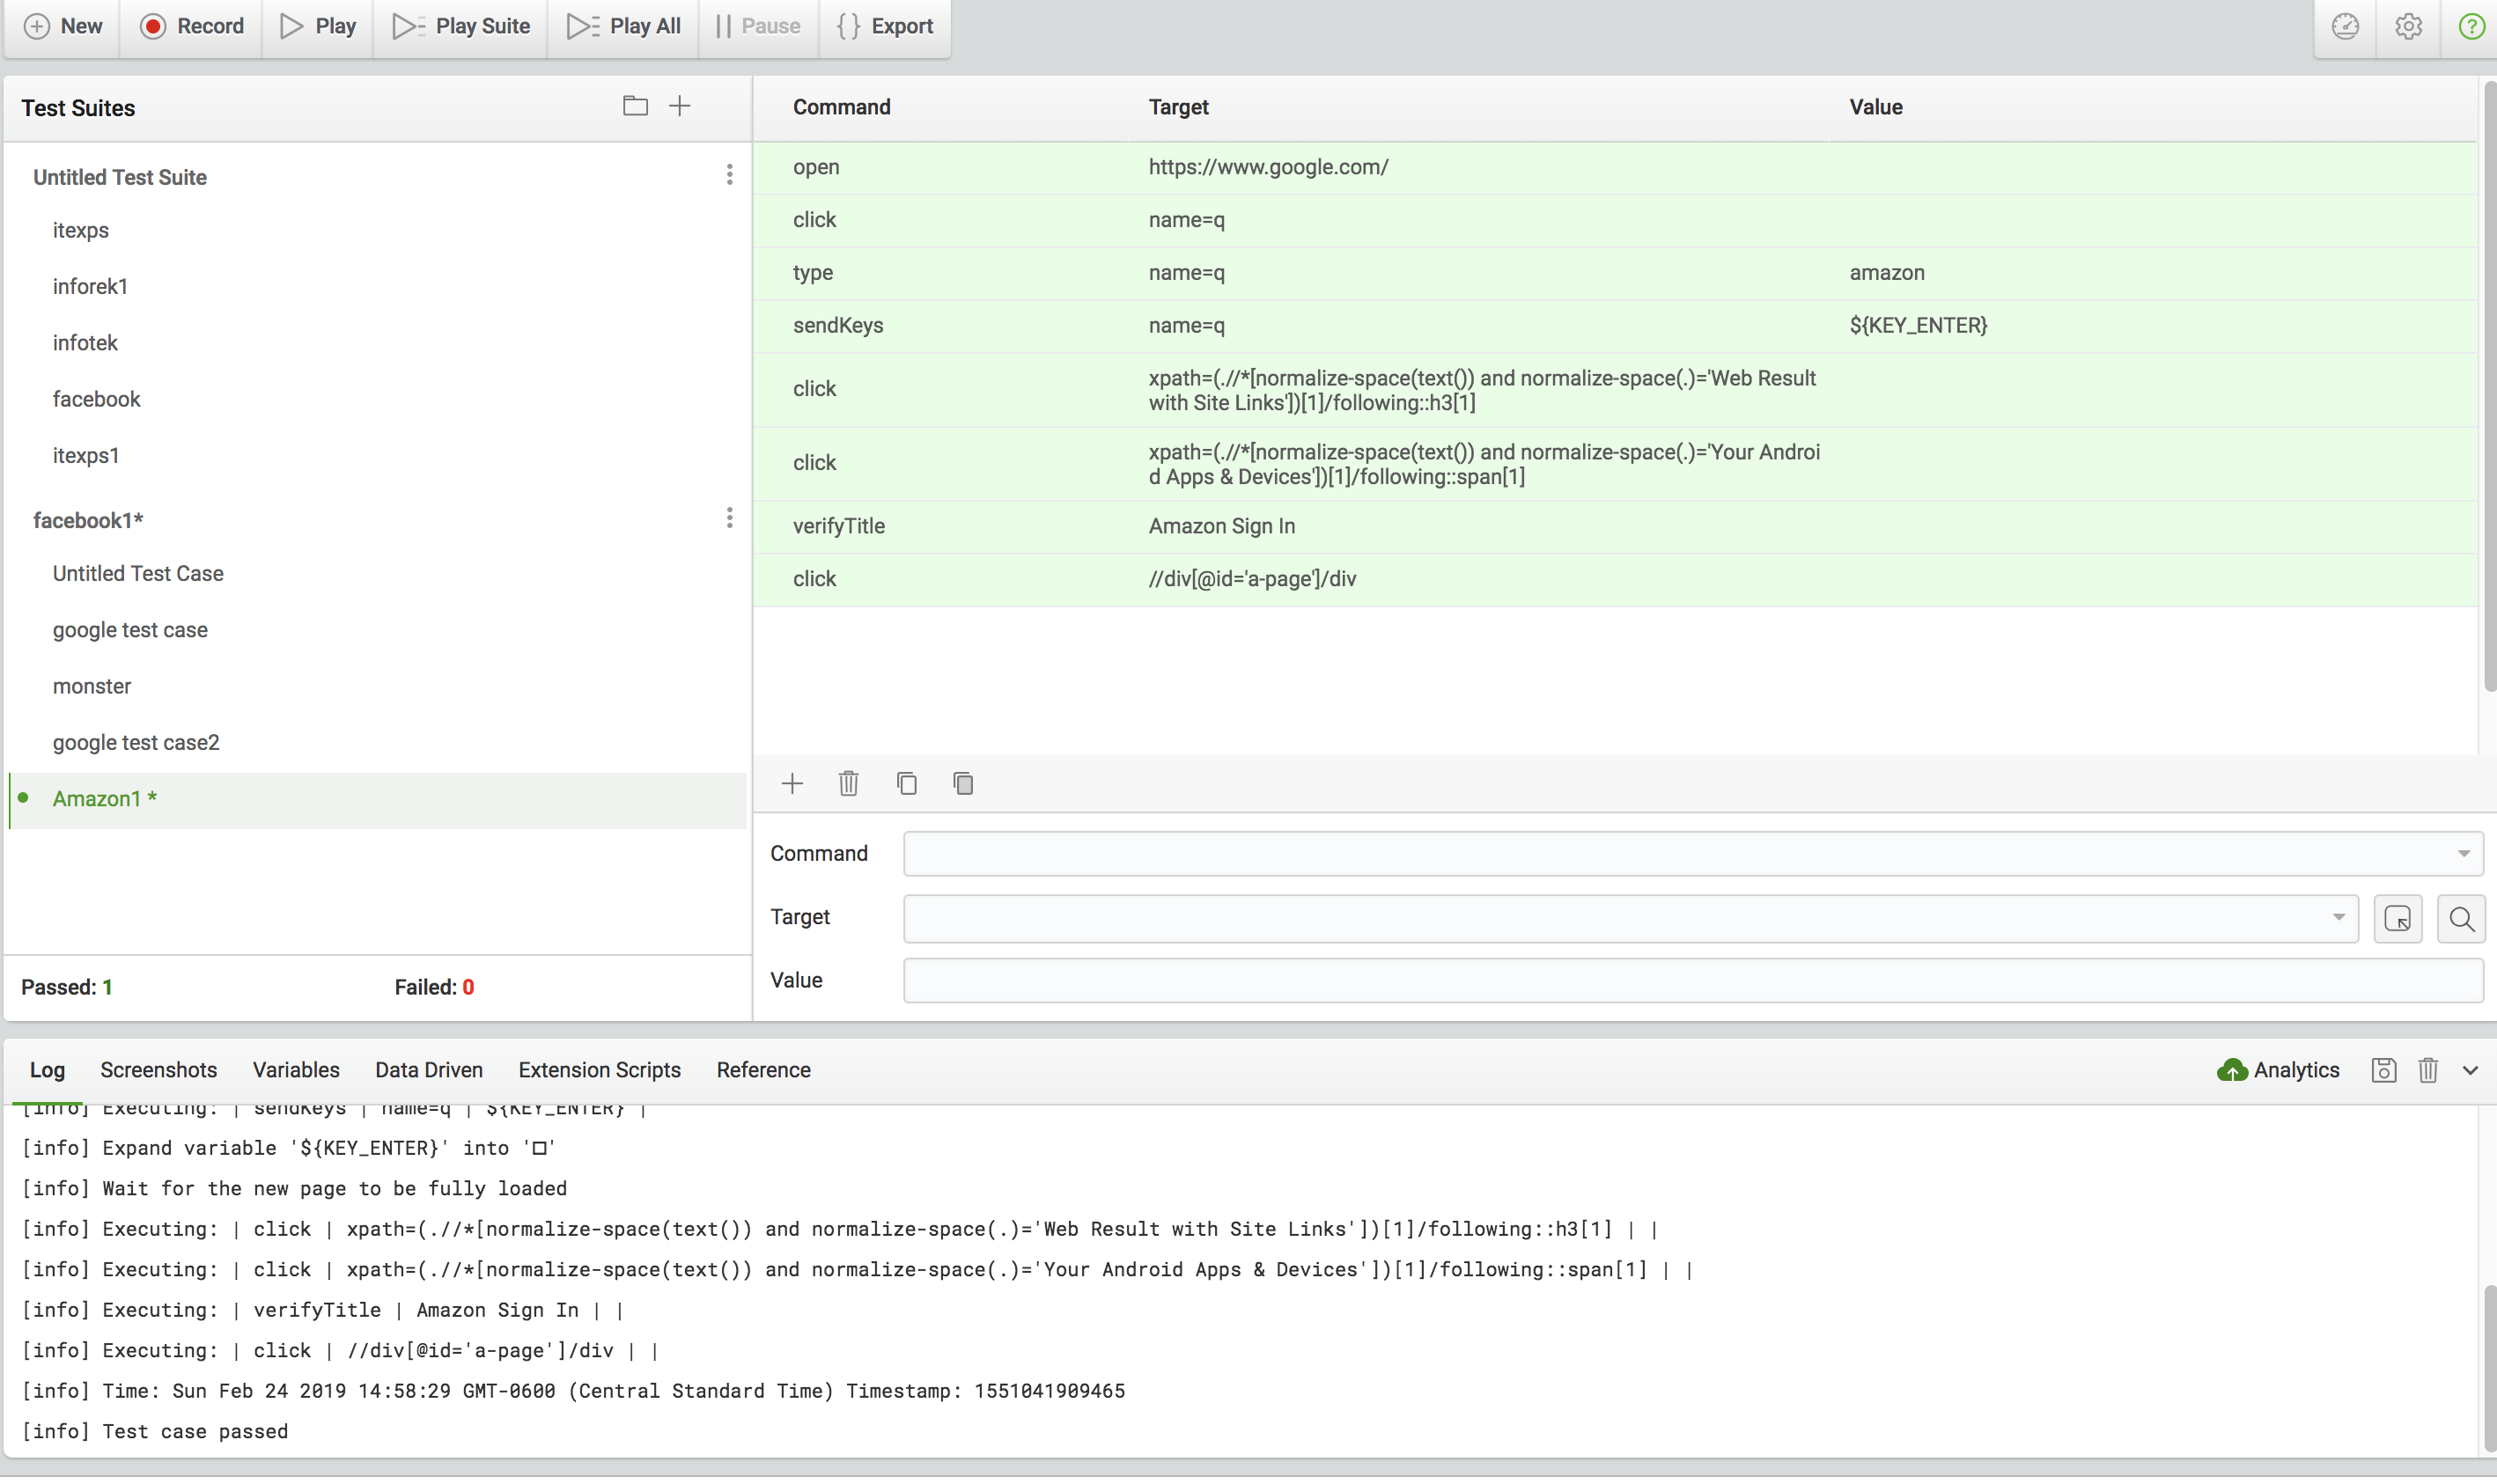 New Record Play Play Suite Play All Pause {} Export ?
Test Suites
Untitled Test Suite
itexps
inforek1
infotek
facebook
itexps1
facebook1*
Untitled Test Case
google test case
monster
google test case2
Amazon1 *
Passed: 1 Failed: 0
Command Target Value
open https://www.google.com/
click name=q
type name=q amazon
sendKeys name=q ${KEY_ENTER}
click xpath=(.//*[normalize-space(text()) and normalize-space(.)='Web Result
with Site Links'])[1]/following::h3[1]
click xpath=(.//*[normalize-space(text()) and normalize-space(.)='Your Androi
d Apps & Devices'])[1]/following::span[1]
verifyTitle Amazon Sign In
click //div[@id='a-page']/div
Command
Target
Value
Log Screenshots Variables Data Driven Extension Scripts Reference Analytics
[info] Executing: | sendKeys | name=q | ${KEY_ENTER} |
[info] Expand variable '${KEY_ENTER}' into '□'
[info] Wait for the new page to be fully loaded
[info] Executing: | click | xpath=(.//*[normalize-space(text()) and normalize-space(.)='Web Result with Site Links'])[1]/following::h3[1] | |
[info] Executing: | click | xpath=(.//*[normalize-space(text()) and normalize-space(.)='Your Android Apps & Devices'])[1]/following::span[1] | |
[info] Executing: | verifyTitle | Amazon Sign In | |
[info] Executing: | click | //div[@id='a-page']/div | |
[info] Time: Sun Feb 24 2019 14:58:29 GMT-0600 (Central Standard Time) Timestamp: 1551041909465
[info] Test case passed